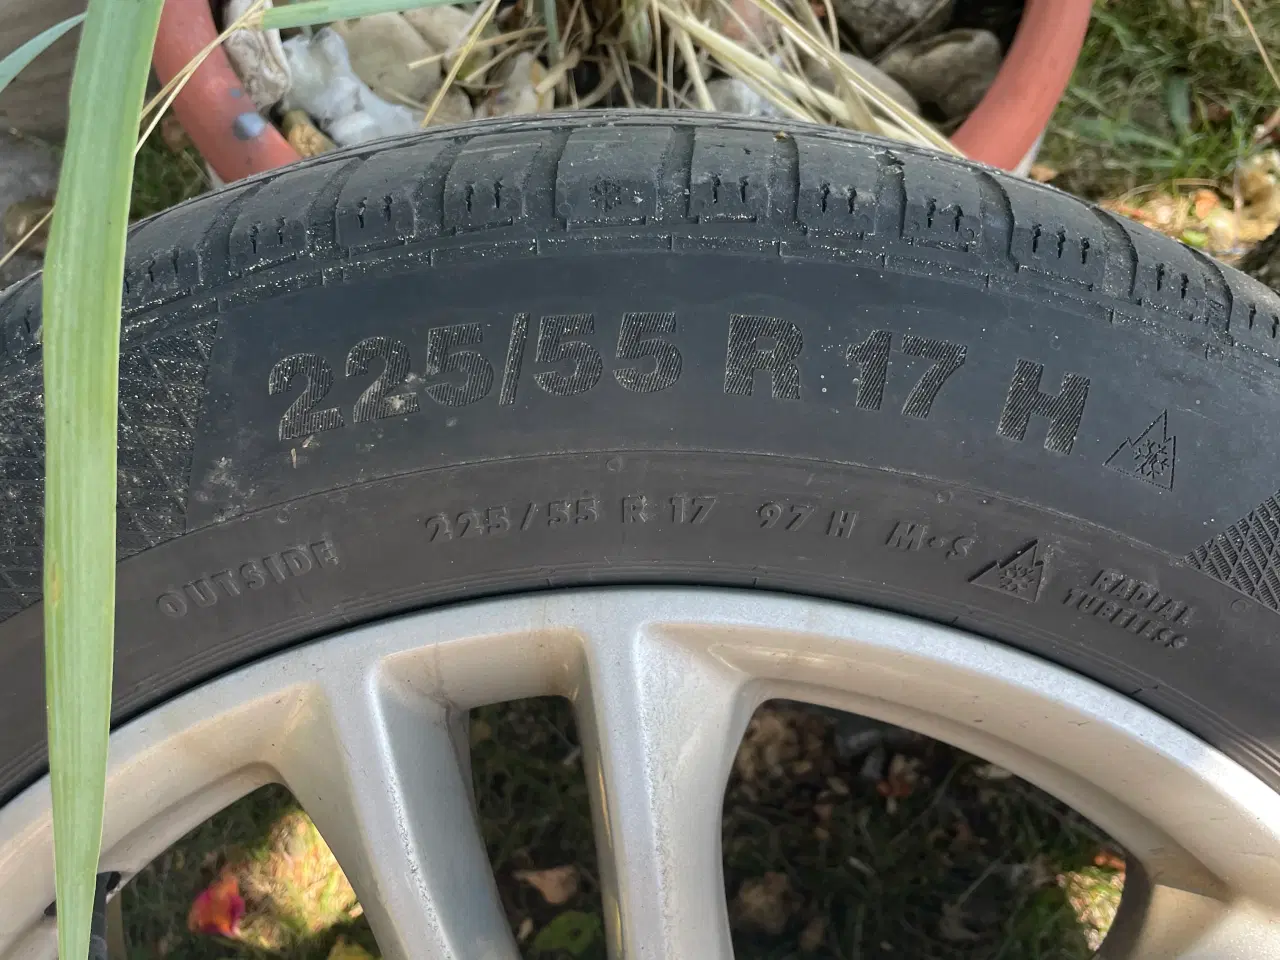 225/55 R 17 H
225/55 R 17 97 H M+S
OUTSIDE
RADIAL
TUBELESS